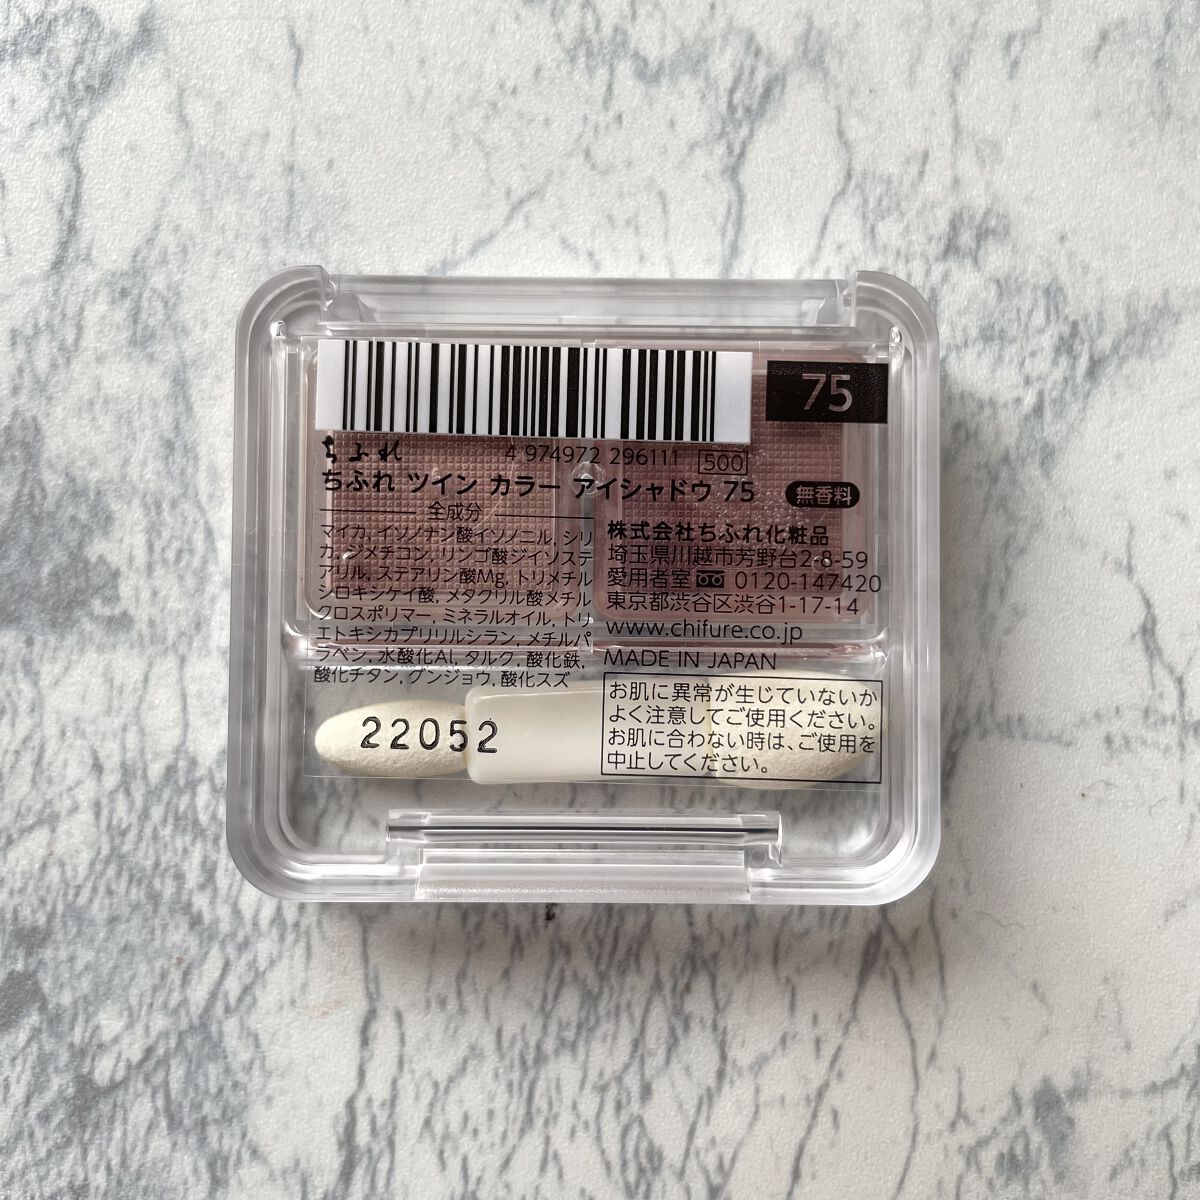 75
4 974972 296111
500
ちふれ
ちふれ ツイン カラー アイシャドウ 75
無香料
全成分
マイカ, イソノナン酸イソノニル, シリ
カ, ジメチコン, リンゴ酸ジイソステ
アリル, ステアリン酸Mg, トリメチル
シロキシケイ酸, メタクリル酸メチル
クロスポリマー, ミネラルオイル, トリ
エトキシカプリリルシラン, メチルパ
ラベン, 水酸化Al, タルク, 酸化鉄,
酸化チタン, グンジョウ, 酸化スズ
株式会社ちふれ化粧品
埼玉県川越市芳野台2-8-59
愛用者室 0120-147420
東京都渋谷区渋谷1-17-14
www.chifure.co.jp
MADE IN JAPAN
お肌に異常が生じていないか
よく注意してご使用ください。
お肌に合わない時は、ご使用を
中止してください。
22052